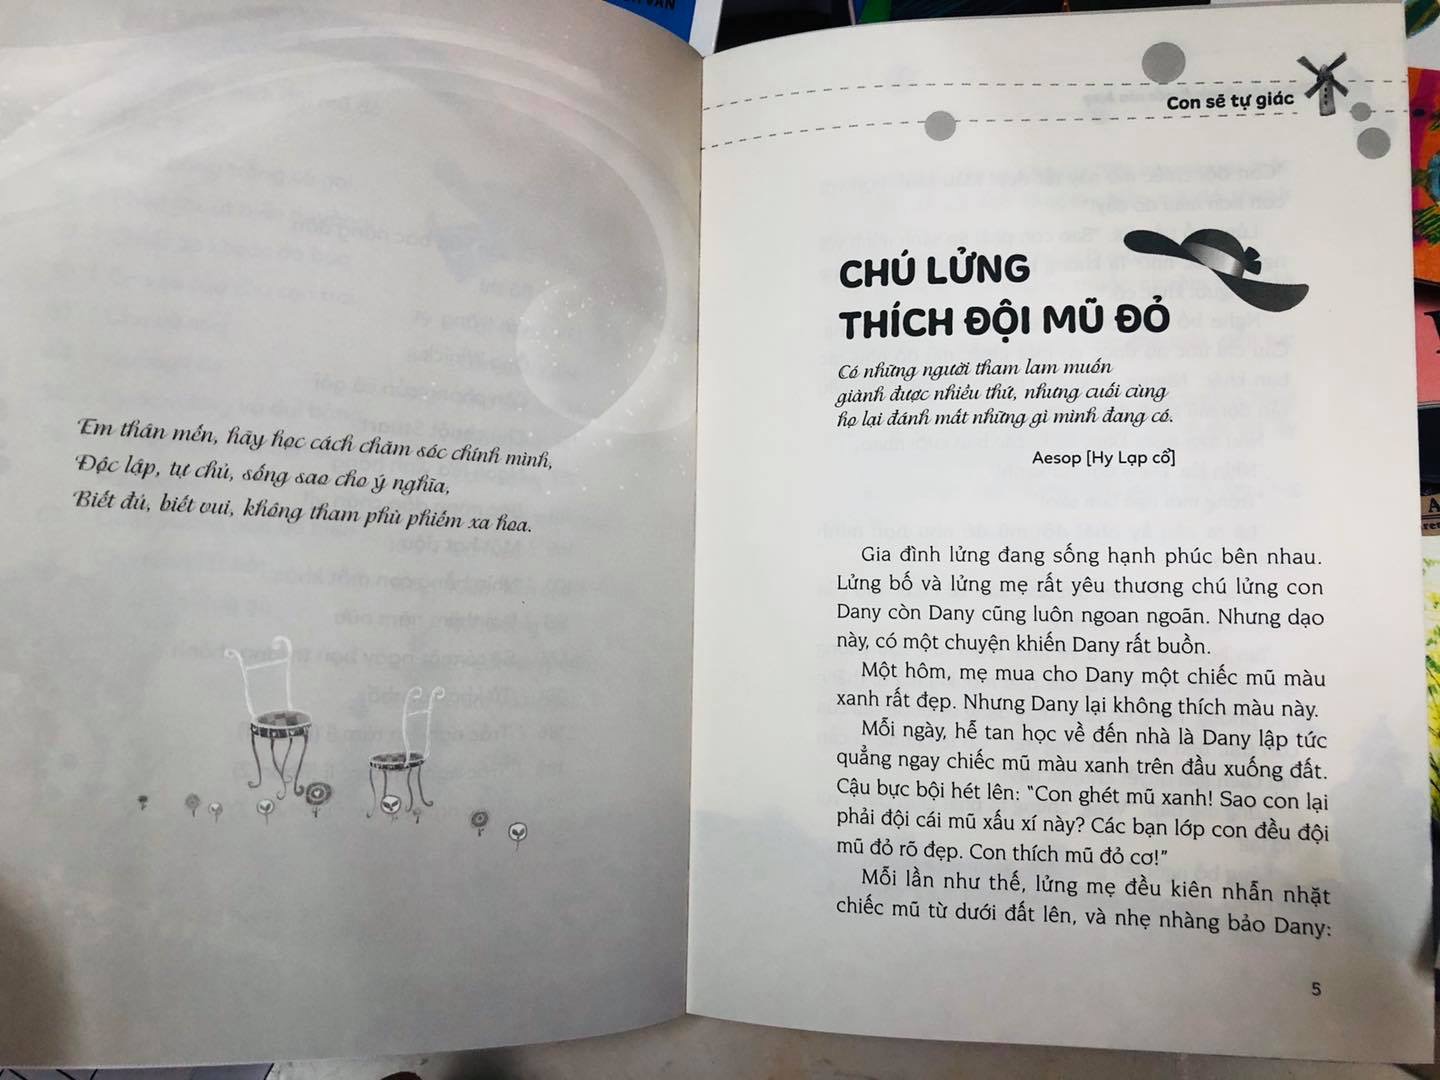 Em thân mến, hãy học cách chăm sóc chính mình,
Độc lập, tự chủ, sống sao cho ý nghĩa,
Biết đủ, biết vui, không tham phù phiếm xa hoa.
Con sẽ tự giác
CHÚ LỬNG
THÍCH ĐỘI MŨ ĐỎ
Có những người tham lam muốn
giành được nhiều thứ, nhưng cuối cùng
họ lại đánh mất những gì mình đang có.
Aesop [Hy Lạp cổ]
Gia đình lửng đang sống hạnh phúc bên nhau.
Lửng bố và lửng mẹ rất yêu thương chú lửng con
Dany còn Dany cũng luôn ngoan ngoãn. Nhưng dạo
này, có một chuyện khiến Dany rất buồn.
Một hôm, mẹ mua cho Dany một chiếc mũ màu
xanh rất đẹp. Nhưng Dany lại không thích màu này.
Mỗi ngày, hễ tan học về đến nhà là Dany lập tức
quẳng ngay chiếc mũ màu xanh trên đầu xuống đất.
Cậu bực bội hét lên: "Con ghét mũ xanh! Sao con lại
phải đội cái mũ xấu xí này? Các bạn lớp con đều đội
mũ đỏ rõ đẹp. Con thích mũ đỏ cơ!"
Mỗi lần như thế, lửng mẹ đều kiên nhẫn nhặt
chiếc mũ từ dưới đất lên, và nhẹ nhàng bảo Dany:
5